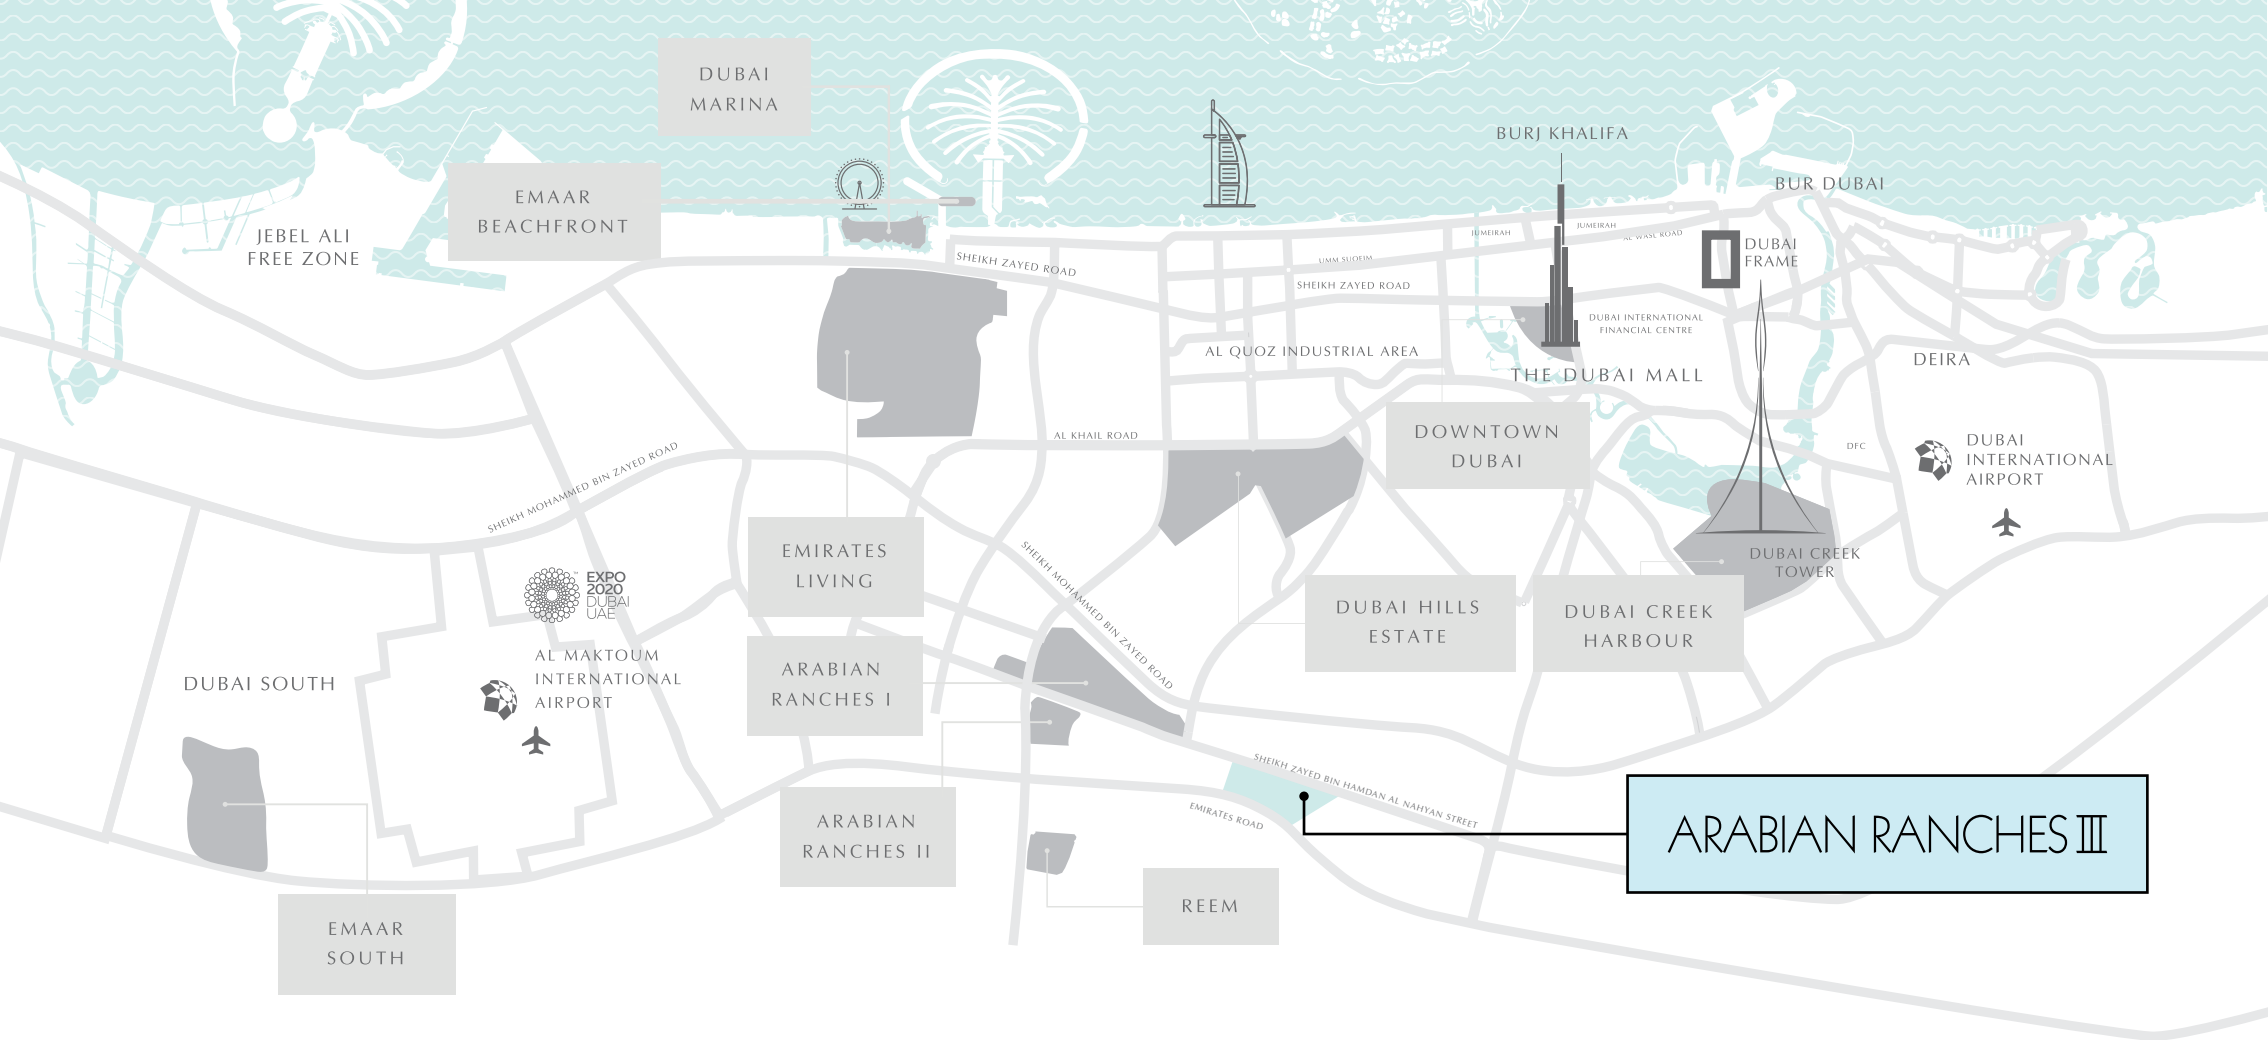 DUBAI
MARINA
BURJ KHALIFA
EMAAR
BEACHFRONT
BUR DUBAI
JEBEL ALI
FREE ZONE
JUMEIRAH
JUMEIRAH
AL WASL ROAD
DUBAI
FRAME
SHEIKH ZAYED ROAD
UMM SUQEIM
SHEIKH ZAYED ROAD
DUBAI INTERNATIONAL
FINANCIAL CENTRE
AL QUOZ INDUSTRIAL AREA
DEIRA
THE DUBAI MALL
DOWNTOWN
DUBAI
AL KHAIL ROAD
DFC
DUBAI
INTERNATIONAL
AIRPORT
SHEIKH MOHAMMED BIN ZAYED ROAD
EMIRATES
LIVING
SHEIKH MOHAMMED BIN ZAYED ROAD
DUBAI CREEK
TOWER
EXPO
2020
DUBAI
UAE
DUBAI HILLS
ESTATE
DUBAI CREEK
HARBOUR
AL MAKTOUM
INTERNATIONAL
AIRPORT
DUBAI SOUTH
ARABIAN
RANCHES I
SHEIKH ZAYED BIN HAMDAN AL NAHYAN STREET
EMIRATES ROAD
ARABIAN
RANCHES II
ARABIAN RANCHES III
REEM
EMAAR
SOUTH